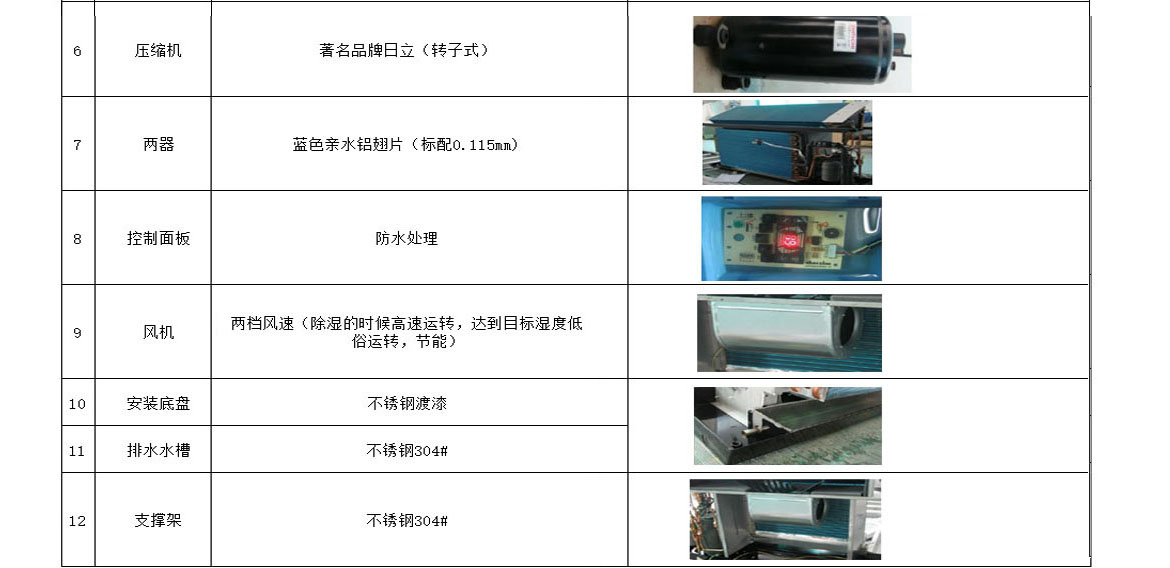 6 压缩机 著名品牌日立（转子式）
7 两器 蓝色亲水铝翅片（标配0.115mm）
8 控制面板 防水处理
9 风机 两档风速（除湿的时候高速运转，达到目标湿度低
俗运转，节能）
10 安装底盘 不锈钢渡漆
11 排水水槽 不锈钢304#
12 支撑架 不锈钢304#